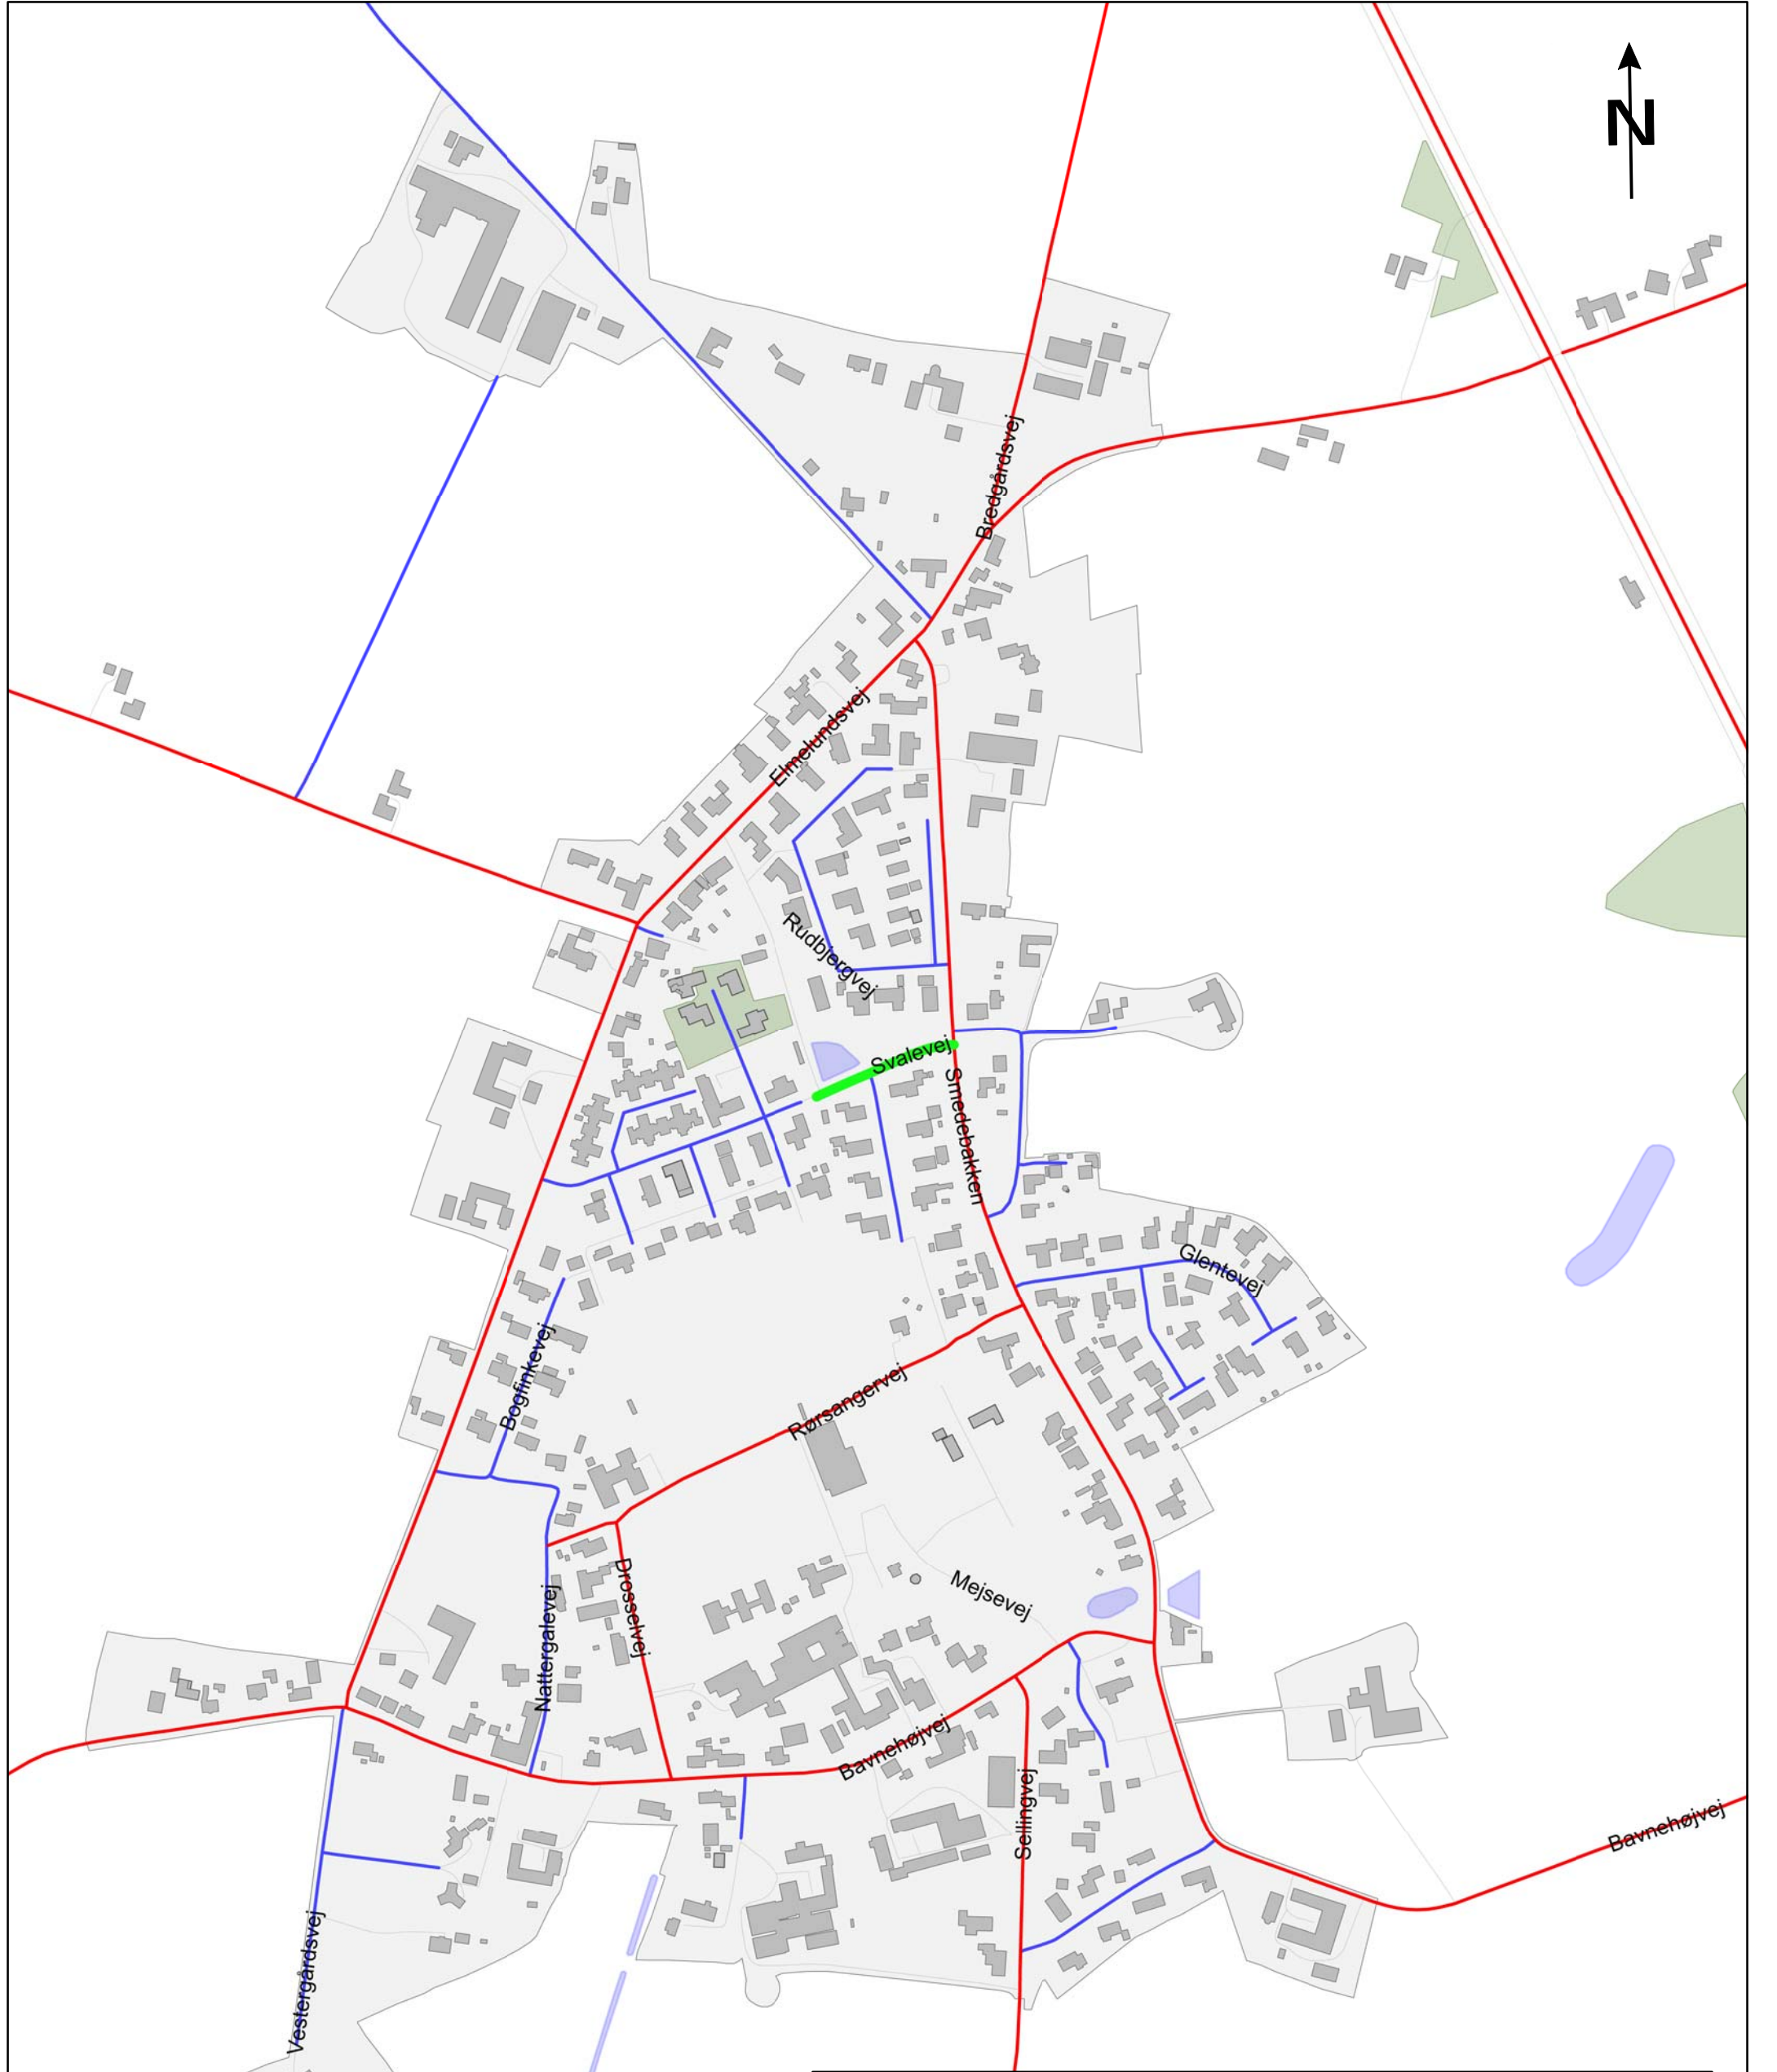 N
Bredgårdsvej
Elmelundsvej
Rudbjergvej
Svalevej
Smedebakken
Glentevej
Bogfinkevej
Rørsangervej
Drosselvej
Mejsevej
Nattergalevej
Bavnehøjvej
Sellingvej
Bavnehøjvej
Vestergårdsvej